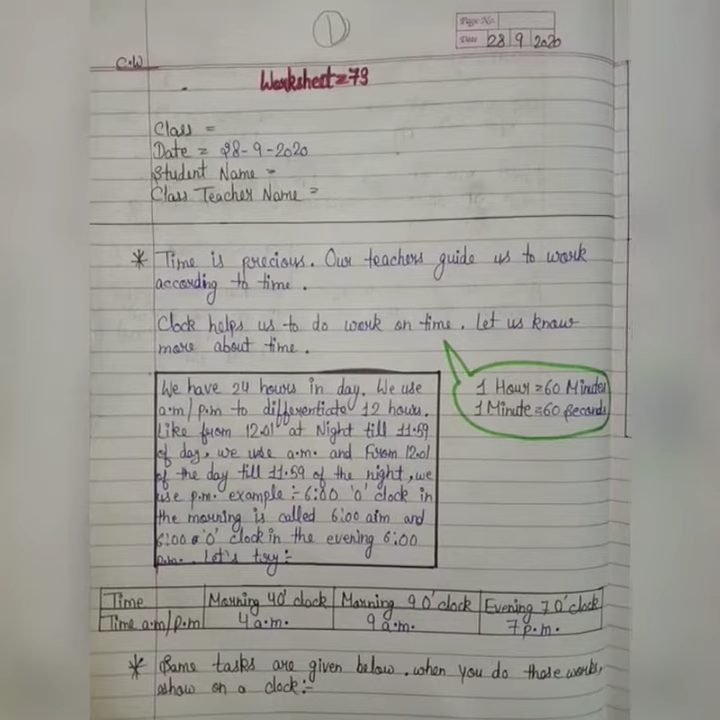 1
Page No.
Date 28 9 2020
C.W
Worksheet=73
Class =
Date = 28-9-2020
Student Name =
Class Teacher Name =
* Time is precious. Our teachers guide us to work
according to time.
Clock helps us to do work on time. Let us know
more about time.
We have 24 hours in day. We use
a.m/p.m to differentiate 12 hours.
Like from 12.01 at Night till 11.59
of day, we use a.m. and From 12.01
of the day till 11.59 of the night, we
use p.m. example :- 6:00 'o' clock in
the morning is called 6:00 a.m and
6:00 'o' clock in the evening 6:00
p.m. Let's try:-
1 Hour = 60 Minutes
1 Minute = 60 Seconds
Time Morning 4 0' clock Morning 9 0' clock Evening 7 0' clock
Time a.m/p.m 4 a.m. 9 a.m. 7 p.m.
* Some tasks are given below. when you do those works,
show on a clock:-